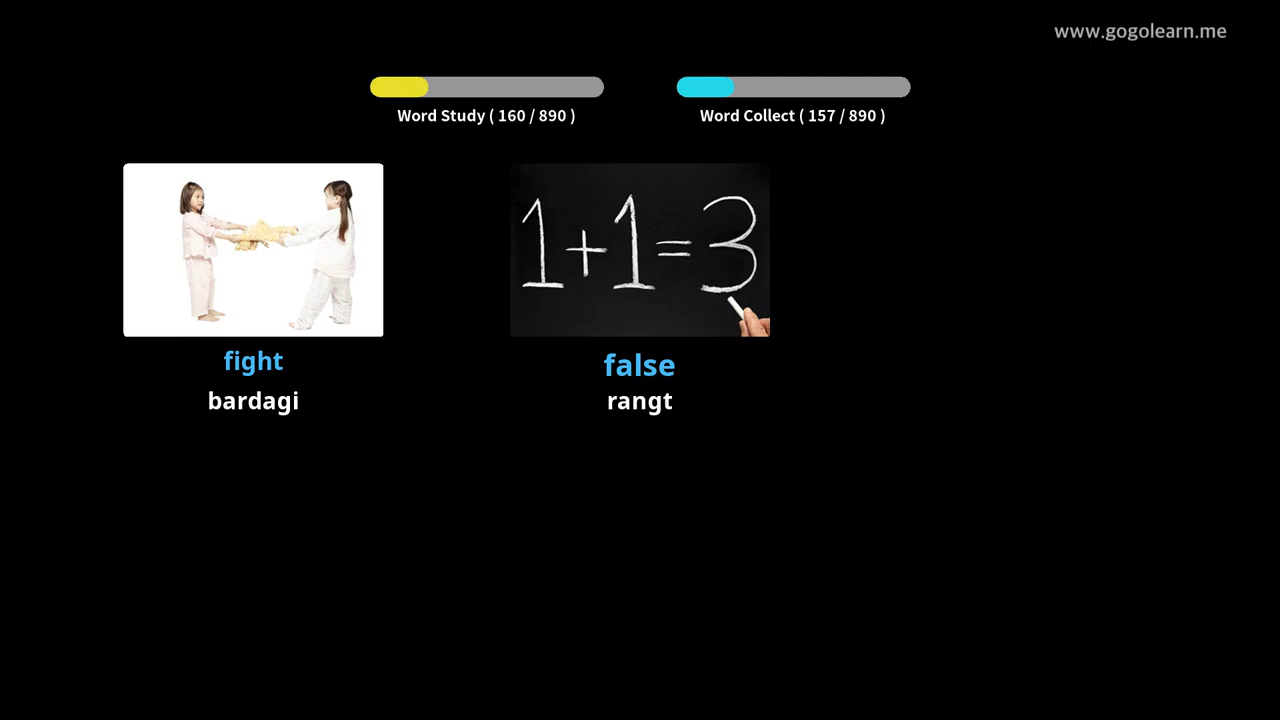 www.gogolearn.me
Word Study ( 160 / 890 )
Word Collect ( 157 / 890 )
1+1=3
fight
false
bardagi
rangt